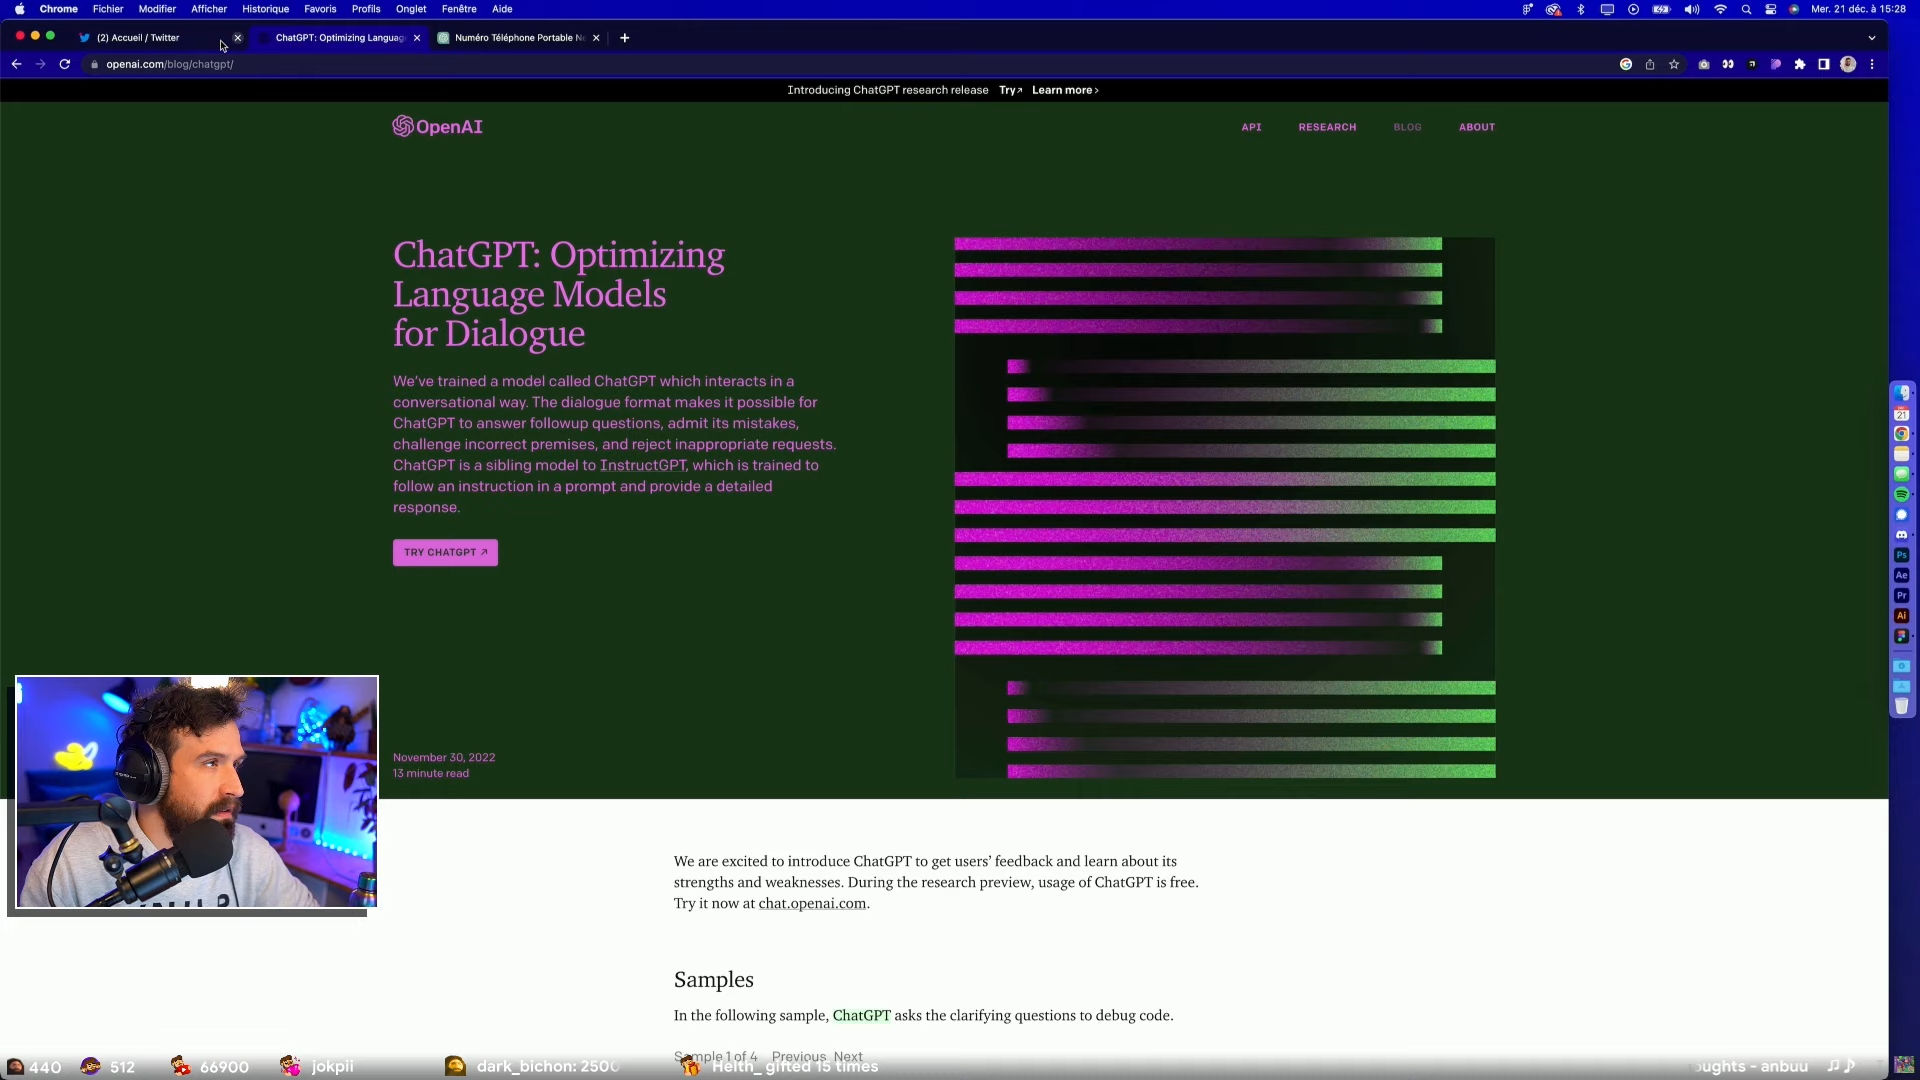 Chrome Fichier Modifier Afficher Historique Favoris Profils Onglet Fenêtre Aide Mer. 21 déc. à 15:28
(2) Accueil / Twitter ChatGPT: Optimizing Languag Numéro Téléphone Portable N
openai.com/blog/chatgpt/
Introducing ChatGPT research release Try↗ Learn more ›
OpenAI API RESEARCH BLOG ABOUT
ChatGPT: Optimizing
Language Models
for Dialogue
We’ve trained a model called ChatGPT which interacts in a
conversational way. The dialogue format makes it possible for
ChatGPT to answer followup questions, admit its mistakes,
challenge incorrect premises, and reject inappropriate requests.
ChatGPT is a sibling model to InstructGPT, which is trained to
follow an instruction in a prompt and provide a detailed
response.
TRY CHATGPT ↗
November 30, 2022
13 minute read
21
Ps
Ae
Pr
Ai
We are excited to introduce ChatGPT to get users’ feedback and learn about its
strengths and weaknesses. During the research preview, usage of ChatGPT is free.
Try it now at chat.openai.com.
Samples
In the following sample, ChatGPT asks the clarifying questions to debug code.
Sample 1 of 4 Previous Next
440 512 66900 jokpii dark_bichon: 2500 Helth_ gifted 15 times oughts - anbuu